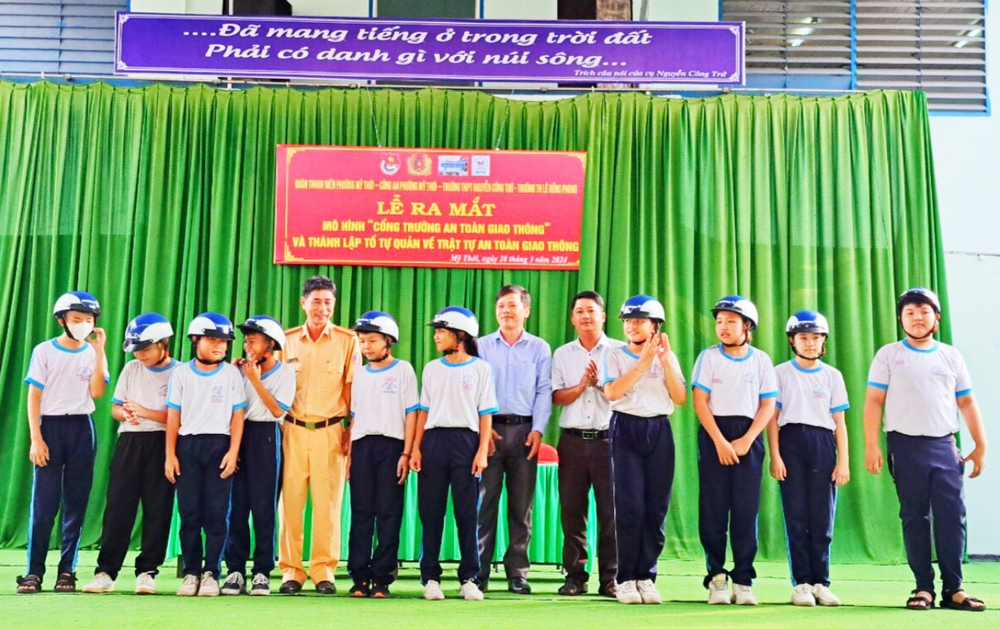 ....Đã mang tiếng ở trong trời đất
Phải có danh gì với núi sông...
Trích câu nói của cụ Nguyễn Công Trứ
ĐOÀN THANH NIÊN PHƯỜNG MỸ THỚI – CÔNG AN PHƯỜNG MỸ THỚI – TRƯỜNG THPT NGUYỄN CÔNG TRỨ - TRƯỜNG TH LÊ HỒNG PHONG
LỄ RA MẮT
MÔ HÌNH "CỔNG TRƯỜNG AN TOÀN GIAO THÔNG"
VÀ THÀNH LẬP TỔ TỰ QUẢN VỀ TRẬT TỰ AN TOÀN GIAO THÔNG
Mỹ Thới, ngày 28 tháng 3 năm 2024